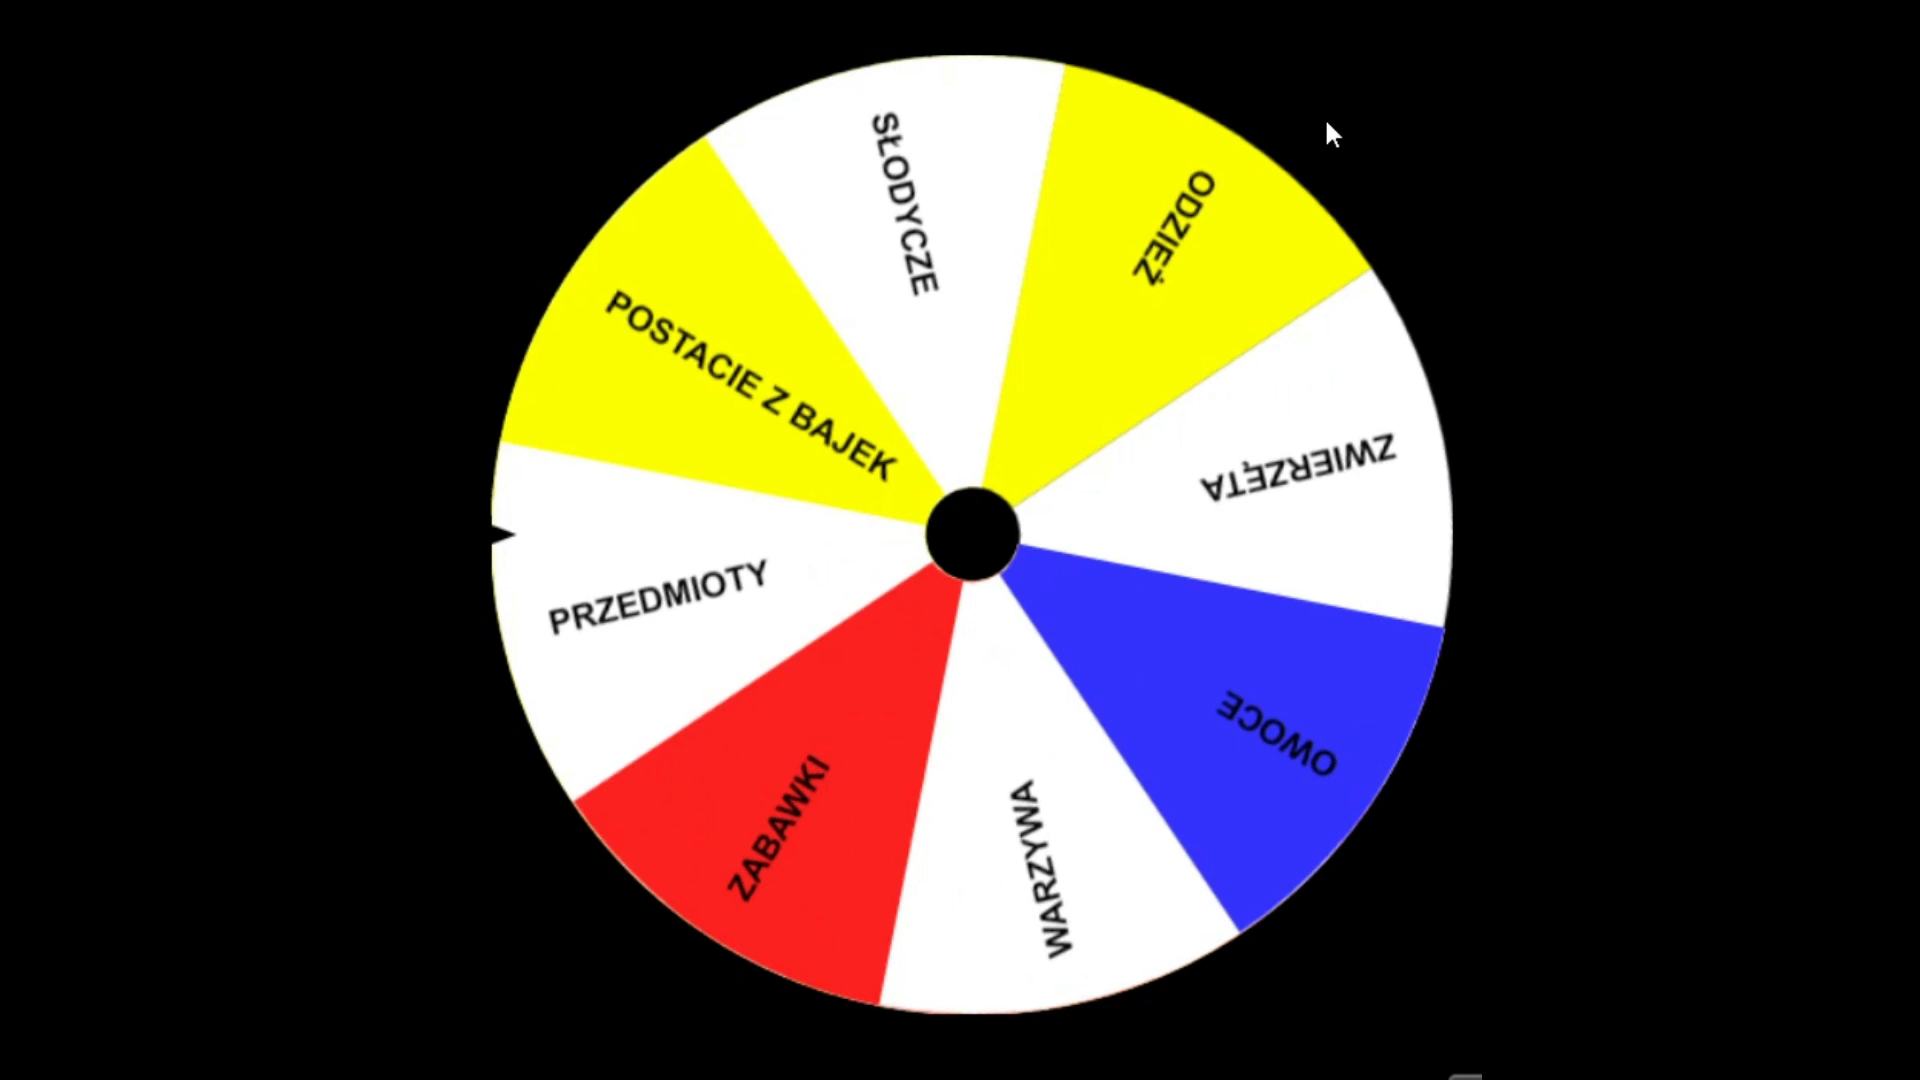 SŁODYCZE
ODZIEŻ
ZWIERZĘTA
OWOCE
WARZYWA
ZABAWKI
PRZEDMIOTY
POSTACIE Z BAJEK